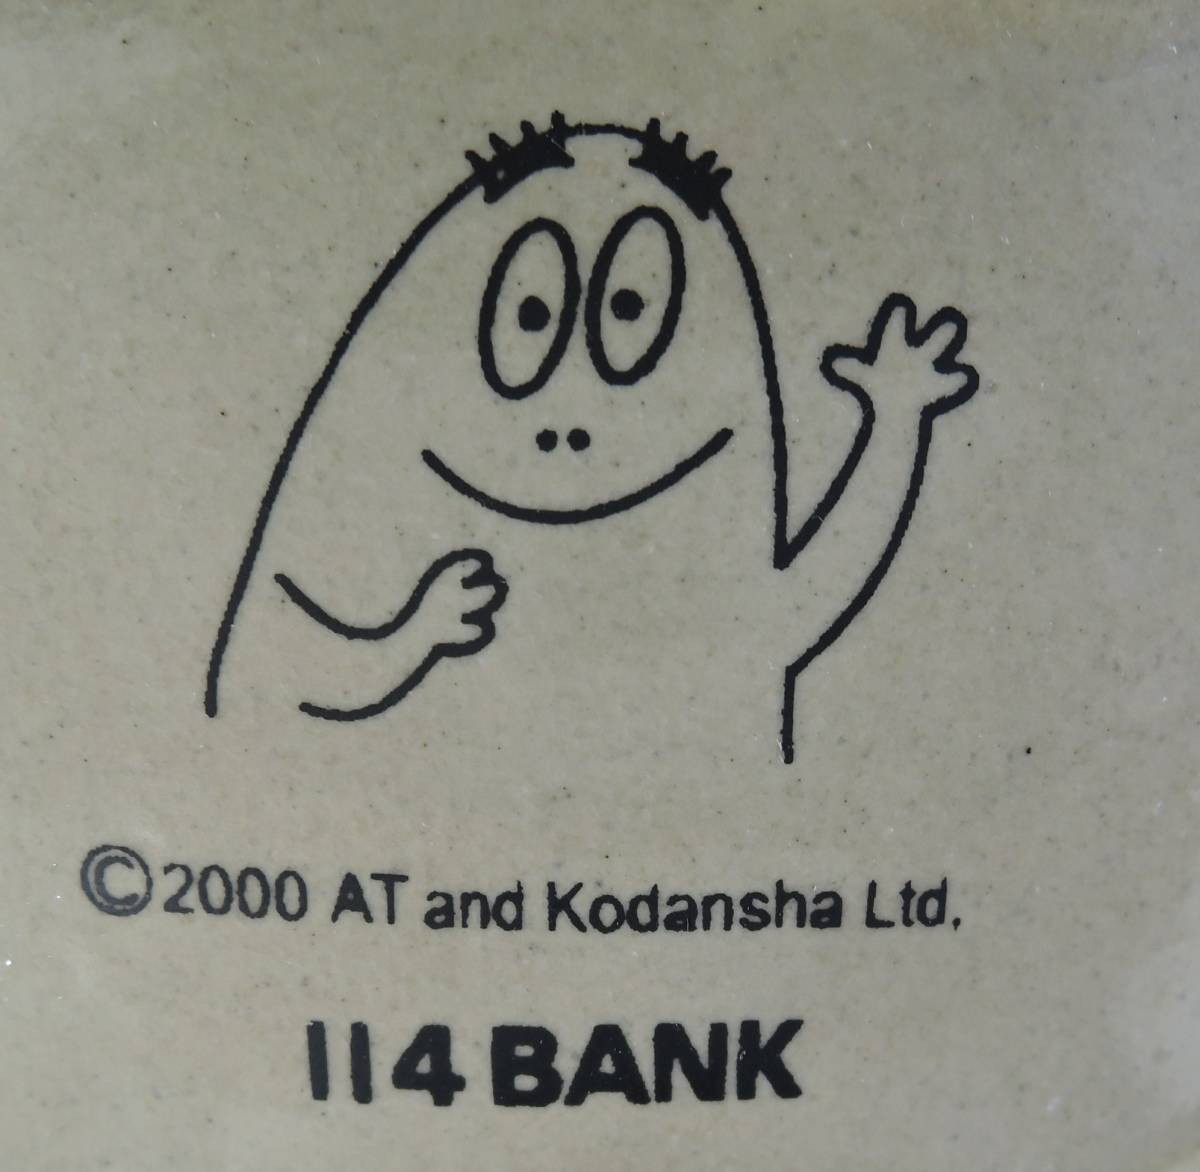 ©2000 AT and Kodansha Ltd.
114 BANK